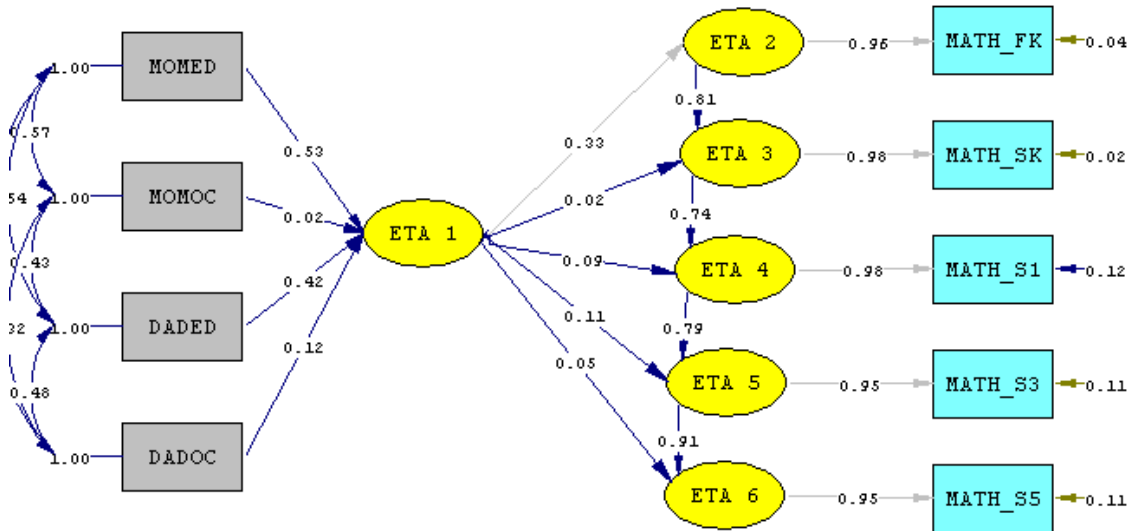 1.00
MOMED
0.57
0.53
1.00
MOMOC
0.02
54
0.43
1.00
DADED
0.42
32
0.48
1.00
DADOC
0.12
ETA 1
0.33
0.02
0.09
0.11
0.05
ETA 2
0.96
MATH_FK
0.04
0.81
ETA 3
0.98
MATH_SK
0.02
0.74
ETA 4
0.98
MATH_S1
0.12
0.79
ETA 5
0.95
MATH_S3
0.11
0.91
ETA 6
0.95
MATH_S5
0.11